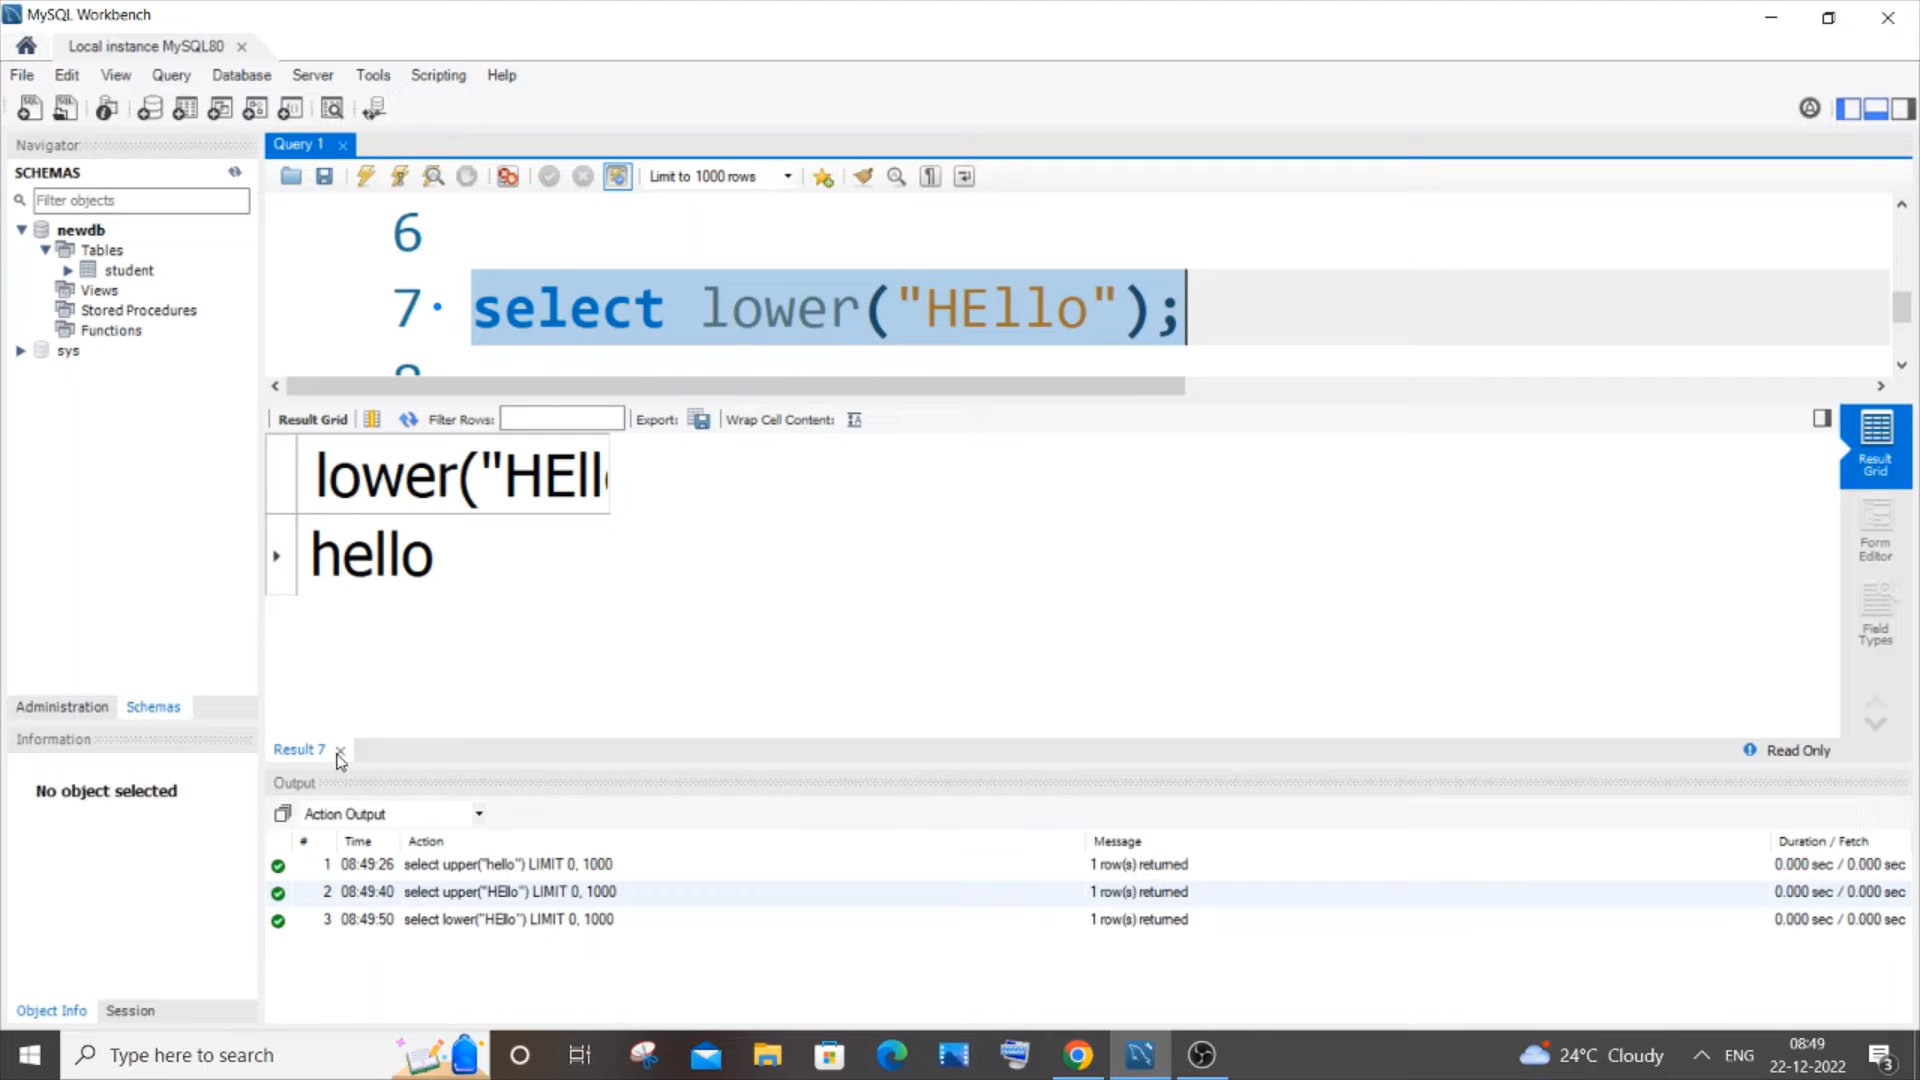 MySQL Workbench
Local instance MySQL80
File Edit View Query Database Server Tools Scripting Help
Navigator
Query 1
SCHEMAS
Limit to 1000 rows
Filter objects
newdb
Tables
student
Views
Stored Procedures
Functions
sys
6
7 select lower("HEllo");
8
Result Grid Filter Rows: Export: Wrap Cell Content:
Result Grid
lower("HEll
hello
Form Editor
Field Types
Administration Schemas
Information
No object selected
Result 7
Read Only
Output
Action Output
# Time Action Message Duration / Fetch
1 08:49:26 select upper("hello") LIMIT 0, 1000 1 row(s) returned 0.000 sec / 0.000 sec
2 08:49:40 select upper("HEllo") LIMIT 0, 1000 1 row(s) returned 0.000 sec / 0.000 sec
3 08:49:50 select lower("HEllo") LIMIT 0, 1000 1 row(s) returned 0.000 sec / 0.000 sec
Object Info Session
Type here to search
24°C Cloudy
ENG
08:49
22-12-2022
3